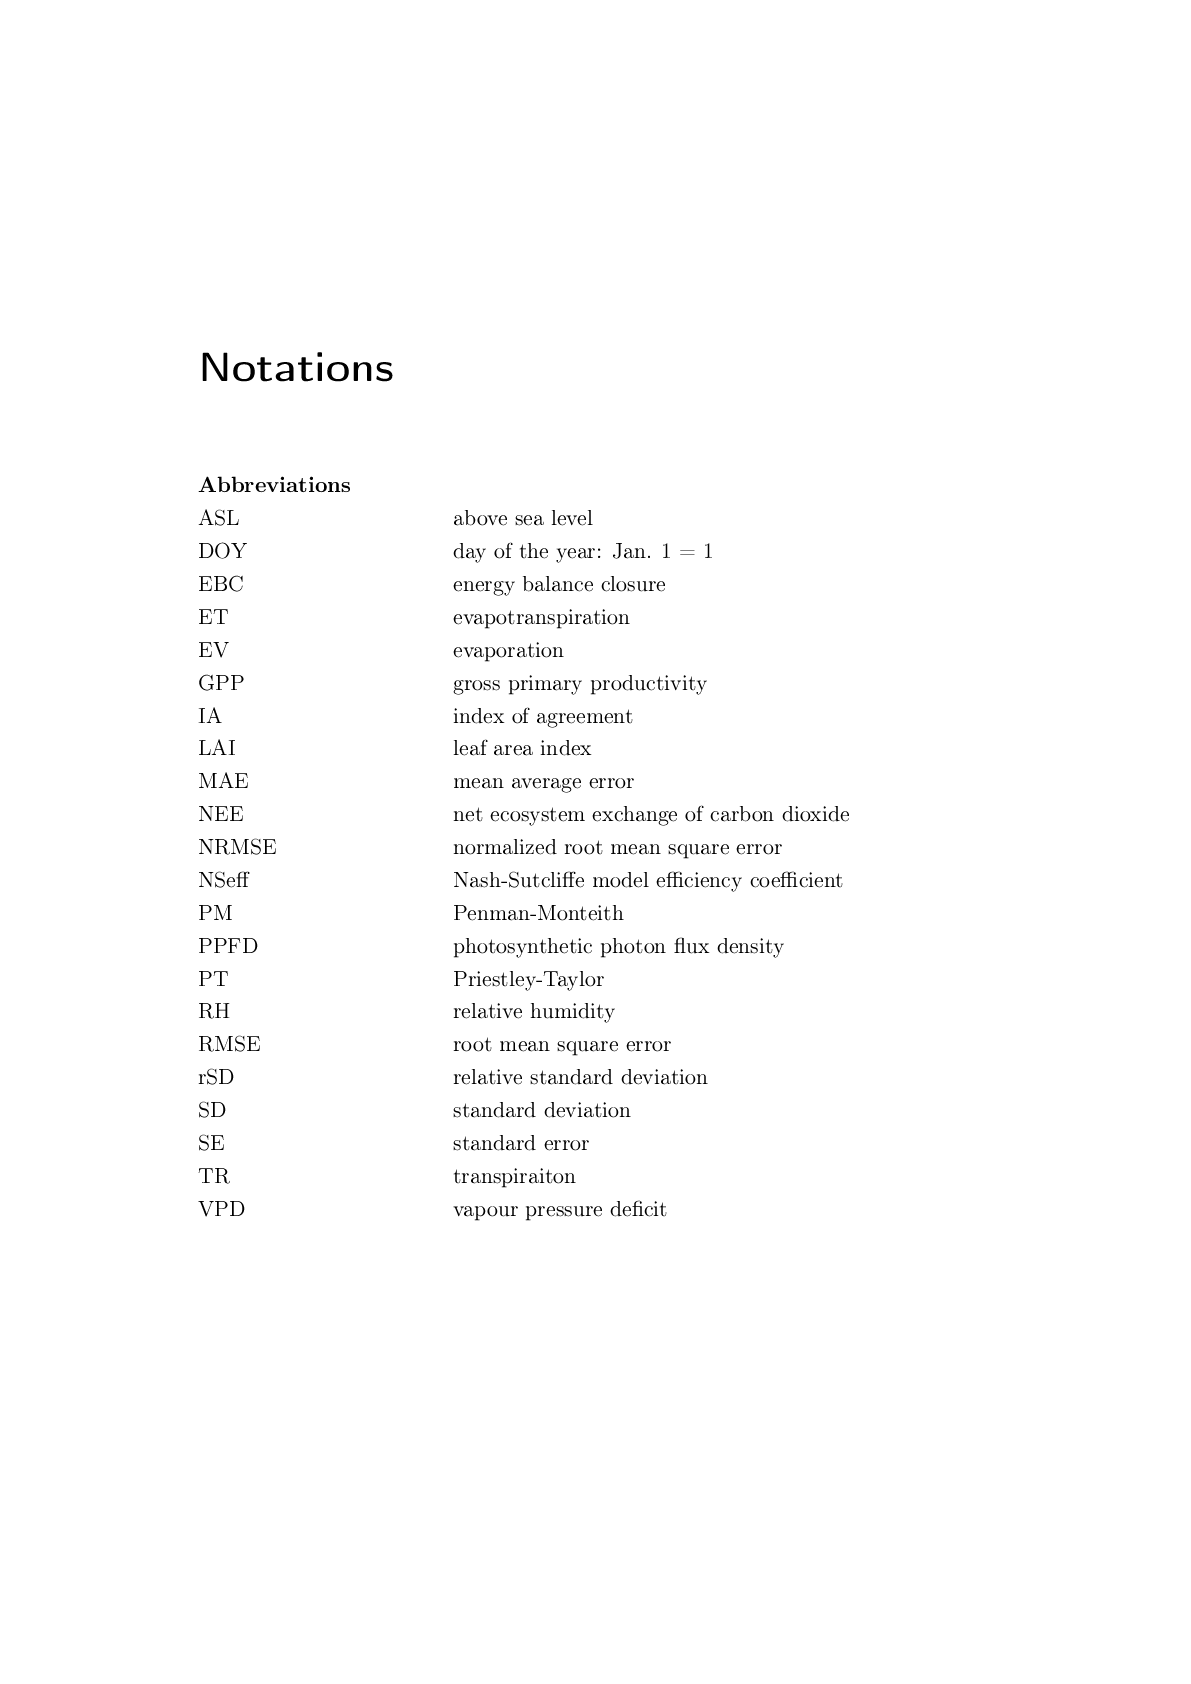 Notations
Abbreviations
ASL above sea level
DOY day of the year: Jan. 1 = 1
EBC energy balance closure
ET evapotranspiration
EV evaporation
GPP gross primary productivity
IA index of agreement
LAI leaf area index
MAE mean average error
NEE net ecosystem exchange of carbon dioxide
NRMSE normalized root mean square error
NSeff Nash-Sutcliffe model efficiency coefficient
PM Penman-Monteith
PPFD photosynthetic photon flux density
PT Priestley-Taylor
RH relative humidity
RMSE root mean square error
rSD relative standard deviation
SD standard deviation
SE standard error
TR transpiraiton
VPD vapour pressure deficit